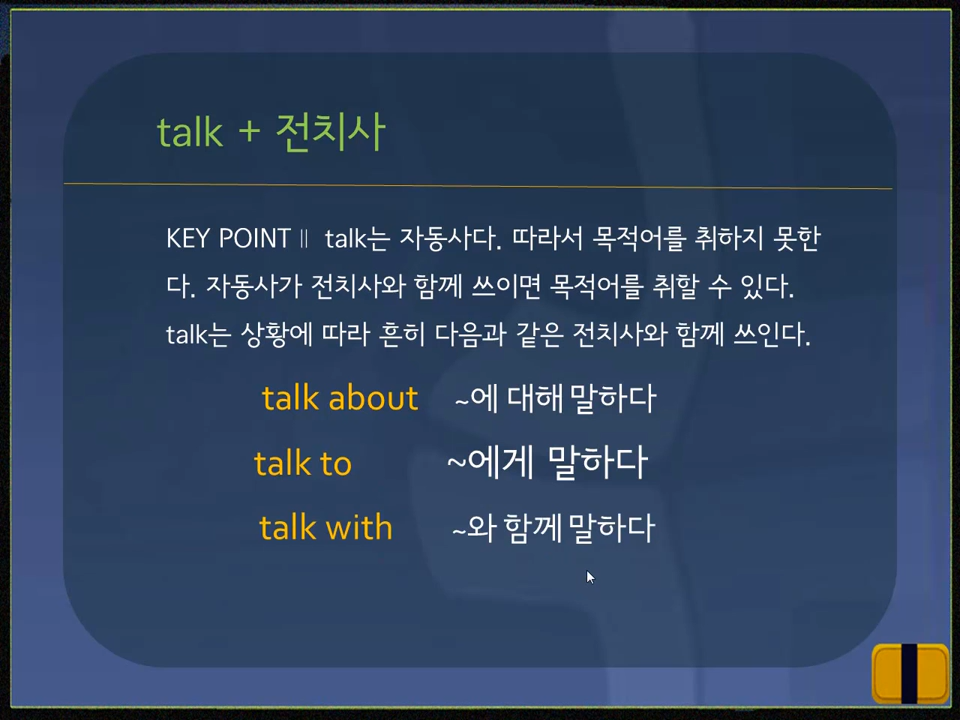 talk + 전치사
KEY POINT || talk는 자동사다. 따라서 목적어를 취하지 못한
다. 자동사가 전치사와 함께 쓰이면 목적어를 취할 수 있다.
talk는 상황에 따라 흔히 다음과 같은 전치사와 함께 쓰인다.
talk about ~에 대해 말하다
talk to ~에게 말하다
talk with ~와 함께 말하다